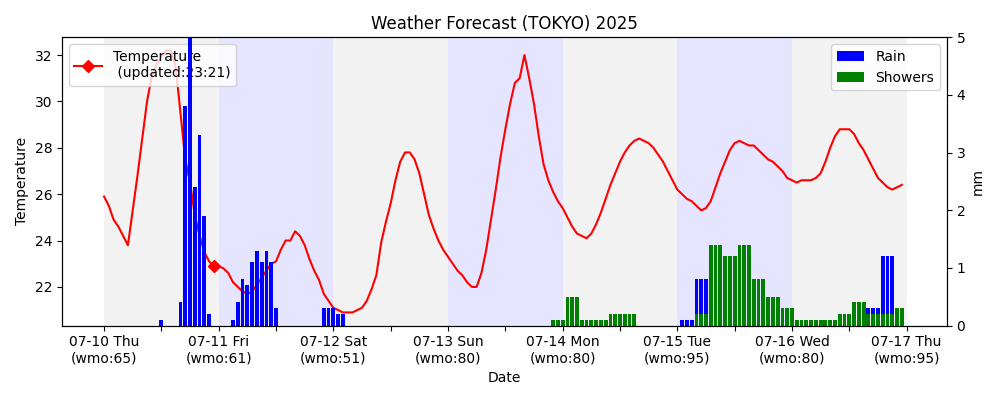 Weather Forecast (TOKYO) 2025
Temperature
(updated:23:21)
Rain
Showers
Temperature
32
30
28
26
24
22
5
4
3
2
1
0
mm
07-10 Thu
(wmo:65)
07-11 Fri
(wmo:61)
07-12 Sat
(wmo:51)
07-13 Sun
(wmo:80)
07-14 Mon
(wmo:80)
07-15 Tue
(wmo:95)
07-16 Wed
(wmo:80)
07-17 Thu
(wmo:95)
Date